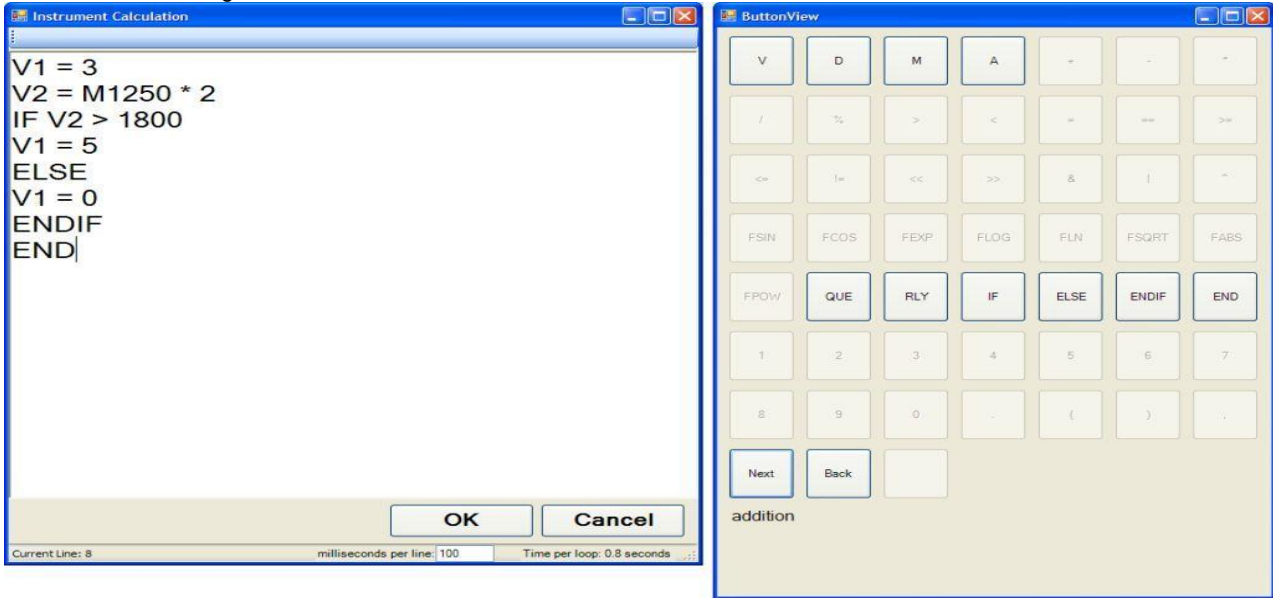 Instrument Calculation
V1 = 3
V2 = M1250 * 2
IF V2 > 1800
V1 = 5
ELSE
V1 = 0
ENDIF
END
OK Cancel
Current Line: 8 milliseconds per line: 100 Time per loop: 0.8 seconds
ButtonView
V D M A + -
/ % > < = == >=
<= != << >> & |
FSIN FCOS FEXP FLOG FLN FSQRT FABS
FPOW QUE RLY IF ELSE ENDIF END
1 2 3 4 5 6 7
8 9 0 . ( ) ,
Next Back
addition